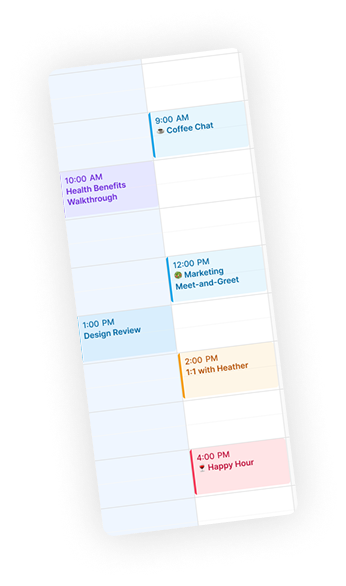 9:00 AM
☕ Coffee Chat
10:00 AM
Health Benefits
Walkthrough
12:00 PM
Marketing
Meet-and-Greet
1:00 PM
Design Review
2:00 PM
1:1 with Heather
4:00 PM
🍷 Happy Hour